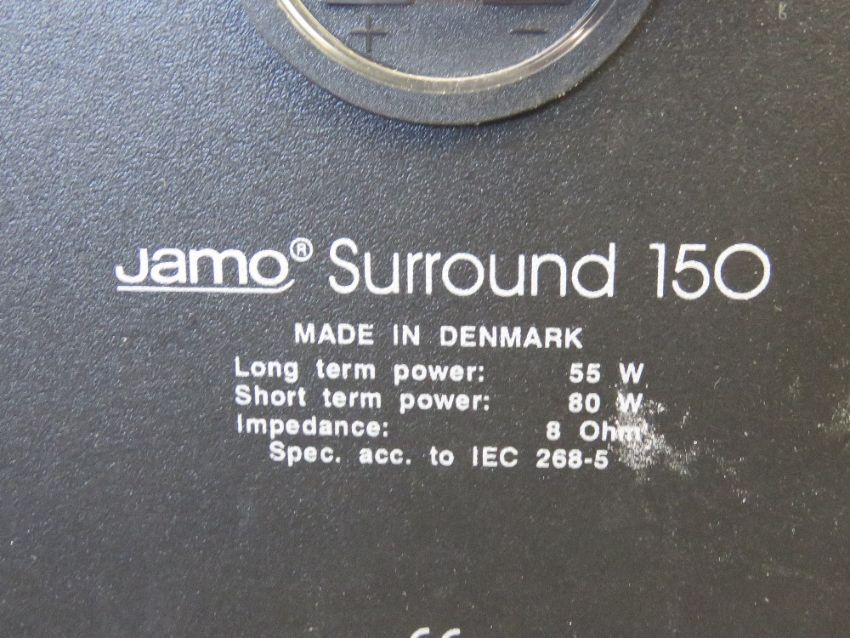 + −
Jamo® Surround 150
MADE IN DENMARK
Long term power: 55 W
Short term power: 80 W
Impedance: 8 Ohm
Spec. acc. to IEC 268-5